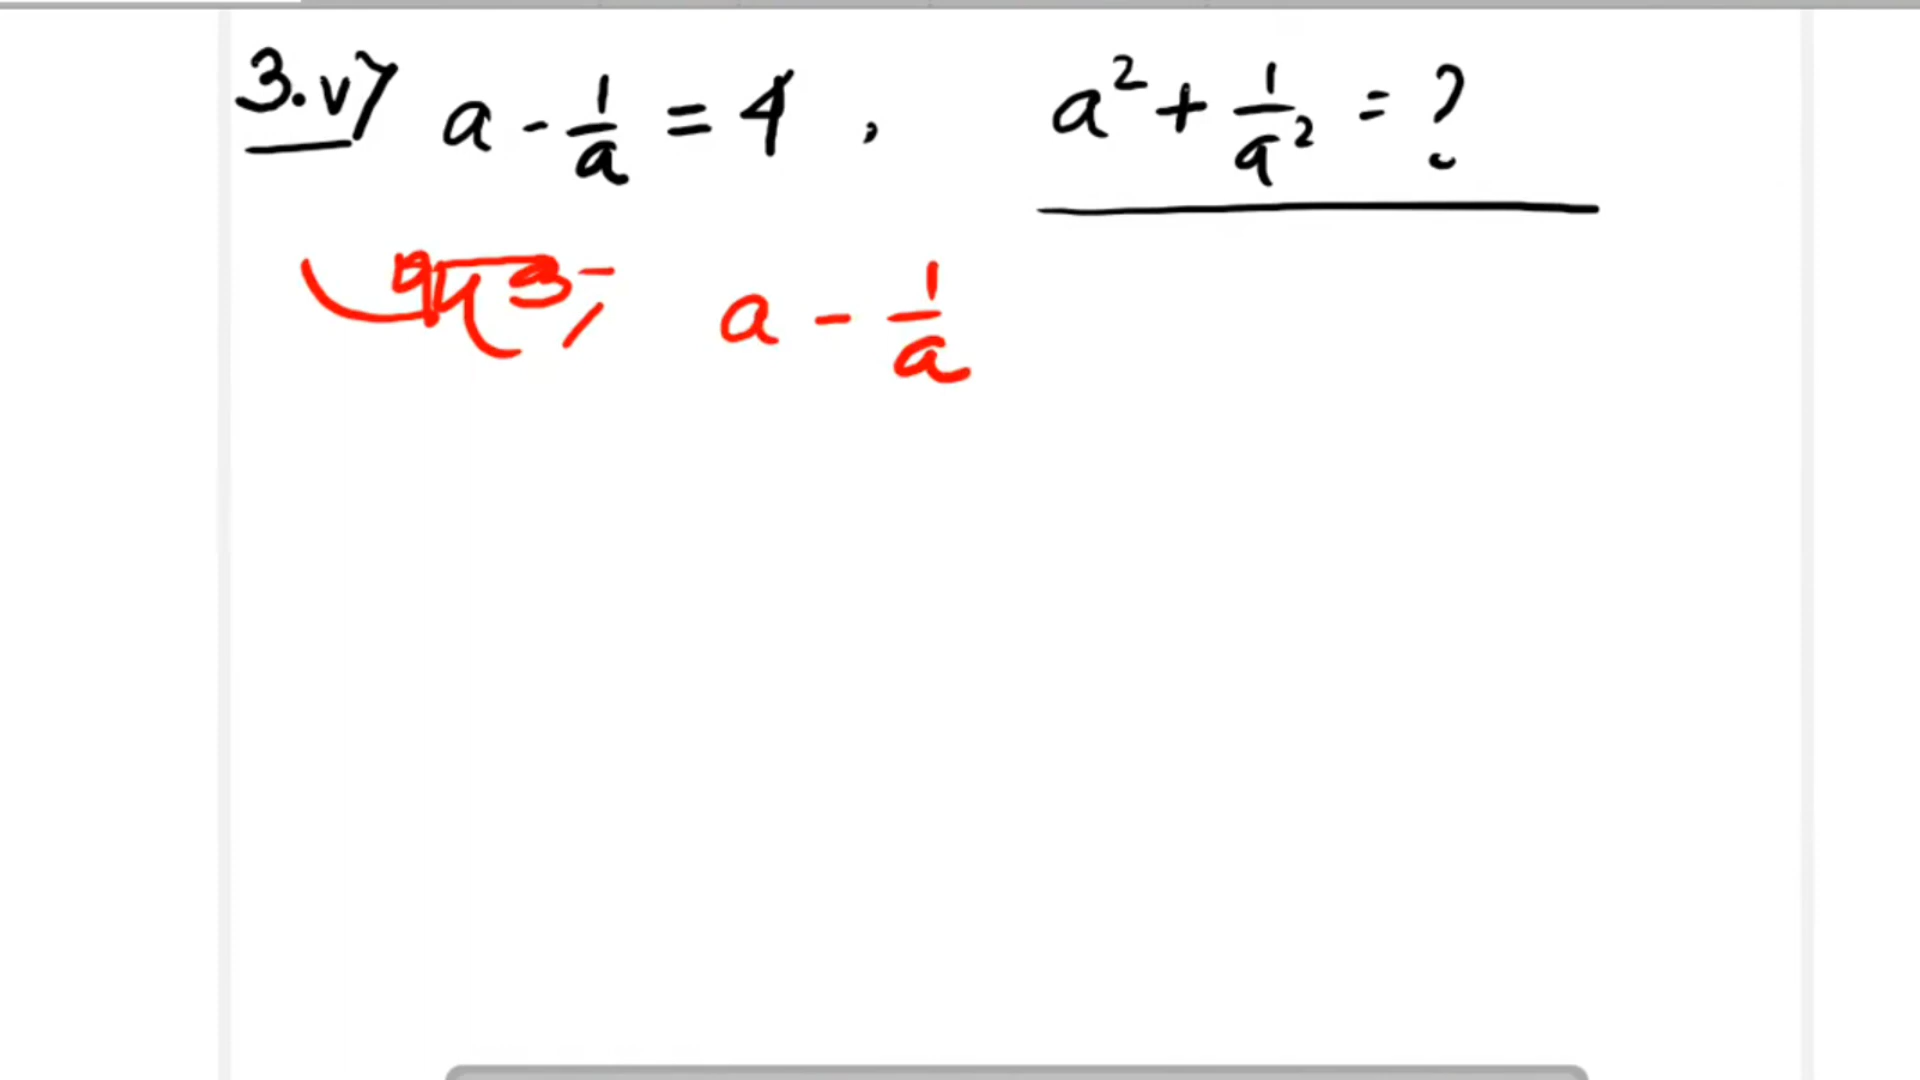 3. v) a - 1/a = 4 , a² + 1/a² = ?
a - 1/a